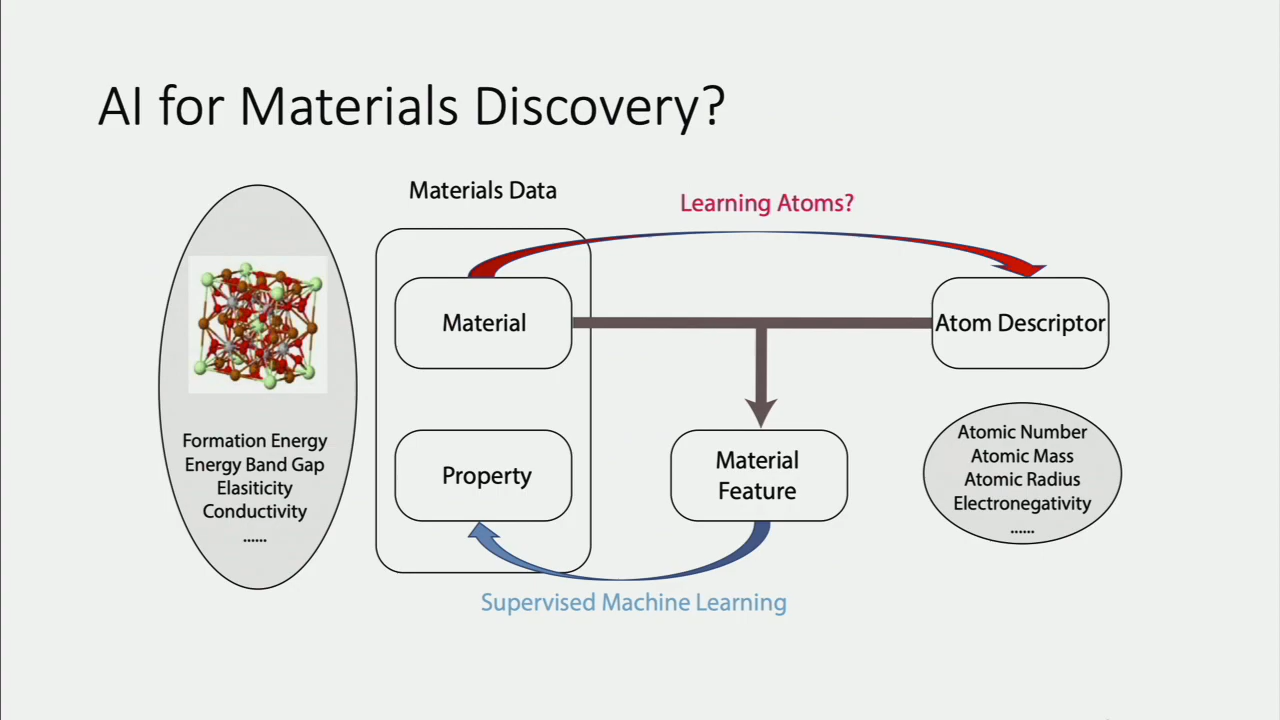 AI for Materials Discovery?
Materials Data
Learning Atoms?
Material
Atom Descriptor
Formation Energy
Energy Band Gap
Elasiticity
Conductivity
......
Property
Material
Feature
Atomic Number
Atomic Mass
Atomic Radius
Electronegativity
......
Supervised Machine Learning